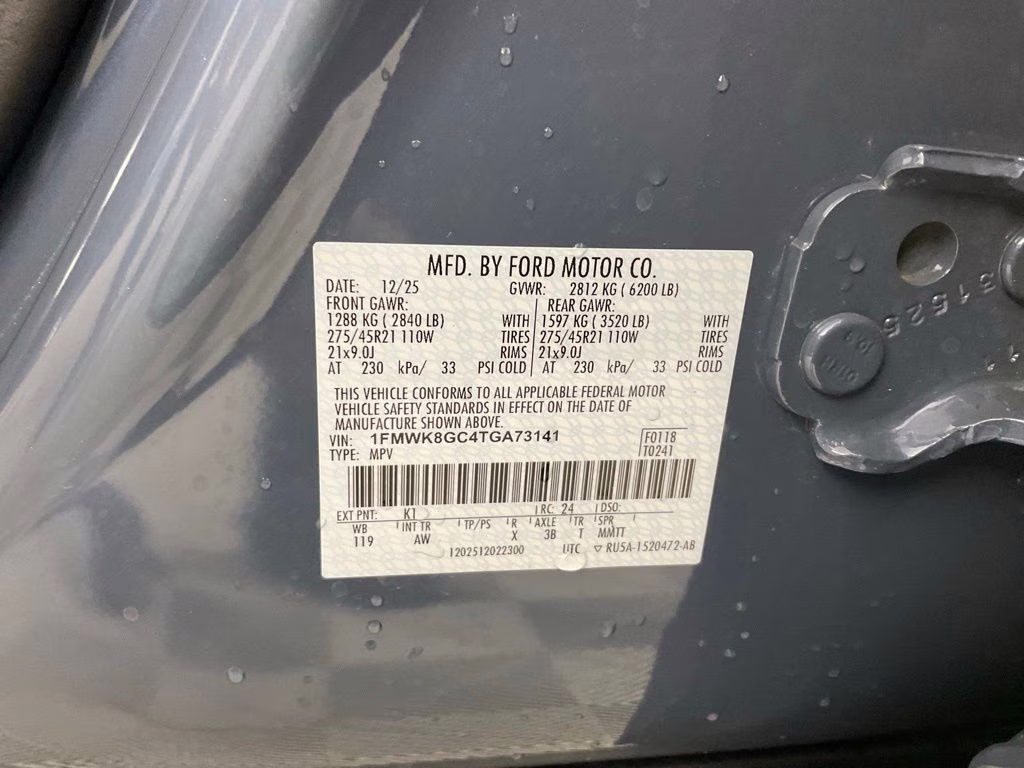 MFD. BY FORD MOTOR CO.
DATE: 12/25 GVWR: 2812 KG ( 6200 LB)
FRONT GAWR: REAR GAWR:
1288 KG ( 2840 LB) WITH 1597 KG ( 3520 LB) WITH
275/45R21 110W TIRES 275/45R21 110W TIRES
21x9.0J RIMS 21x9.0J RIMS
AT 230 kPa/ 33 PSI COLD AT 230 kPa/ 33 PSI COLD
THIS VEHICLE CONFORMS TO ALL APPLICABLE FEDERAL MOTOR
VEHICLE SAFETY STANDARDS IN EFFECT ON THE DATE OF
MANUFACTURE SHOWN ABOVE.
VIN: 1FMWK8GC4TGA73141 F0118
TYPE: MPV T0241
EXT PNT: K1 RC: 24 DSO:
WB INT TR TP/PS R AXLE TR SPR
119 AW X 3B T MMTT
1202512022300 UTC ▽ RU5A-1520472-AB